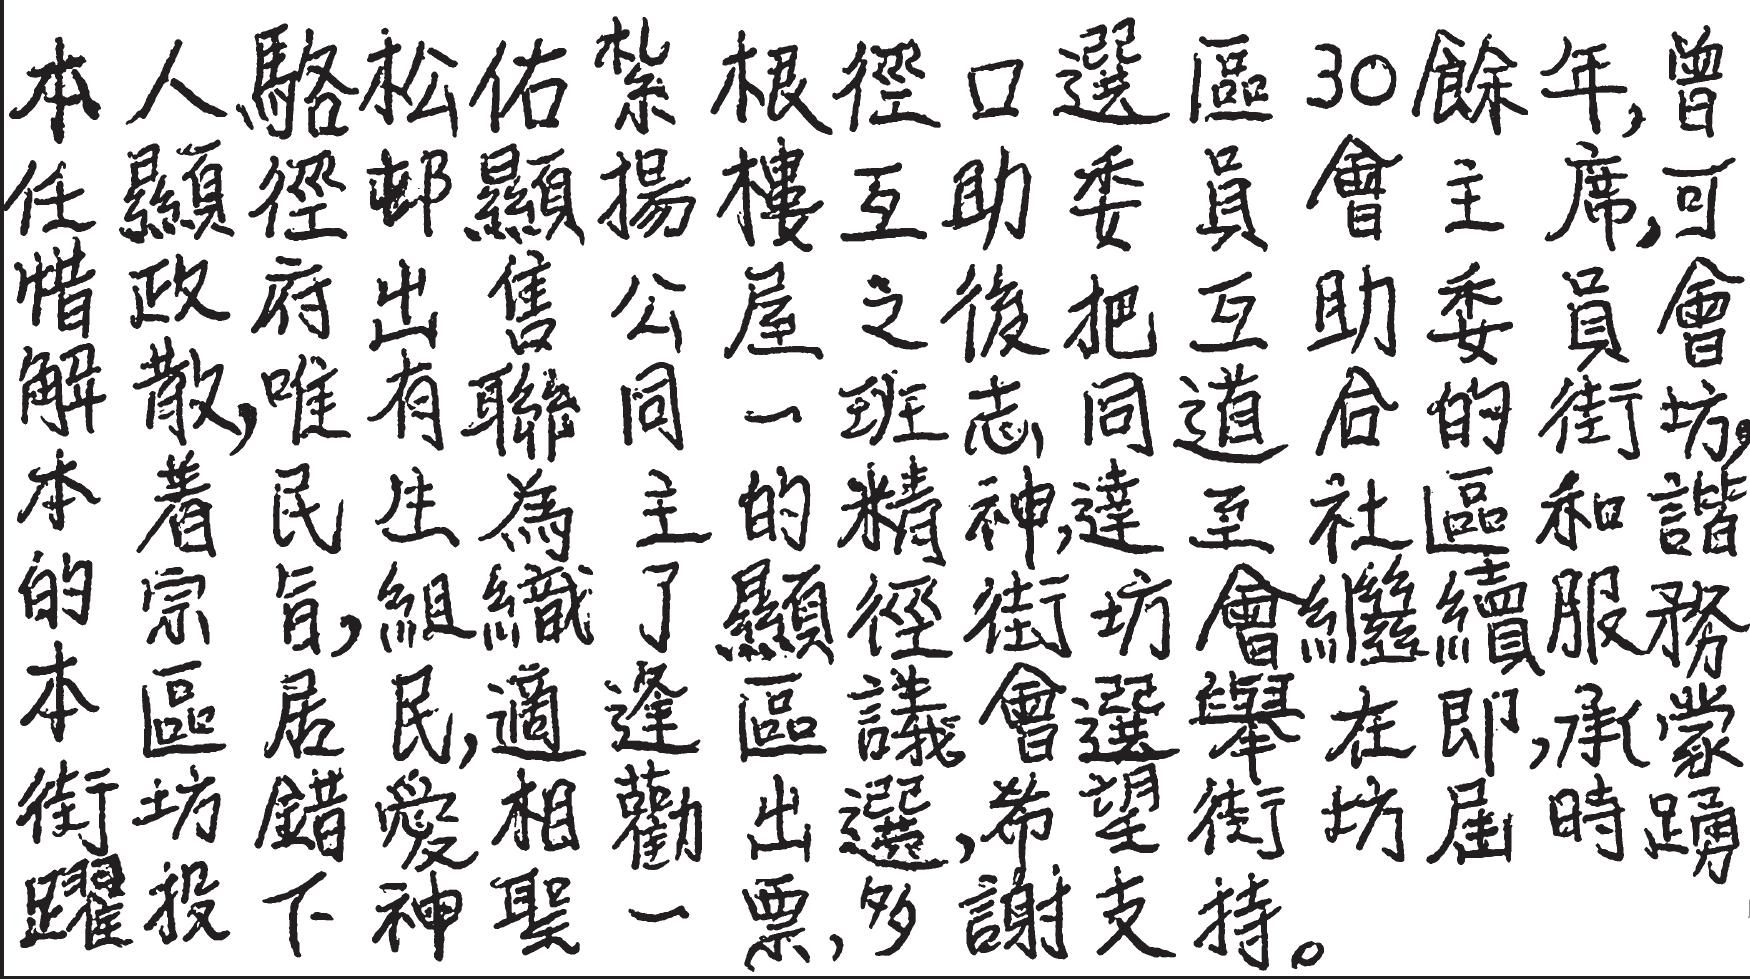 本人駱松佑紮根徑口選區30餘年,曾
任顯徑邨顯揚樓互助委員會主席,可
惜政府出售公屋之後把互助委員會
解散,唯有聯同一班志同道合的街坊,
本着民生為主的精神,達至社區和諧
的宗旨,組織了顯徑街坊會繼續服務
本區居民,適逢區議會選舉在即,承蒙
街坊錯愛相勸出選,希望街坊屆時踴
躍投下神聖一票,多謝支持。